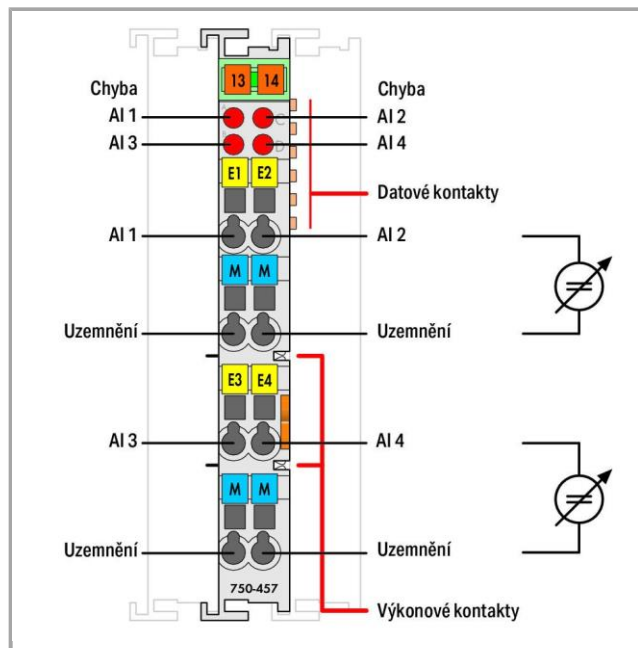 13 14
Chyba
Chyba
AI 1
AI 2
C
AI 3
AI 4
D
E1 E2
Datové kontakty
AI 1
AI 2
M M
Uzemnění
Uzemnění
E3 E4
AI 3
AI 4
M M
Uzemnění
Uzemnění
750-457
Výkonové kontakty